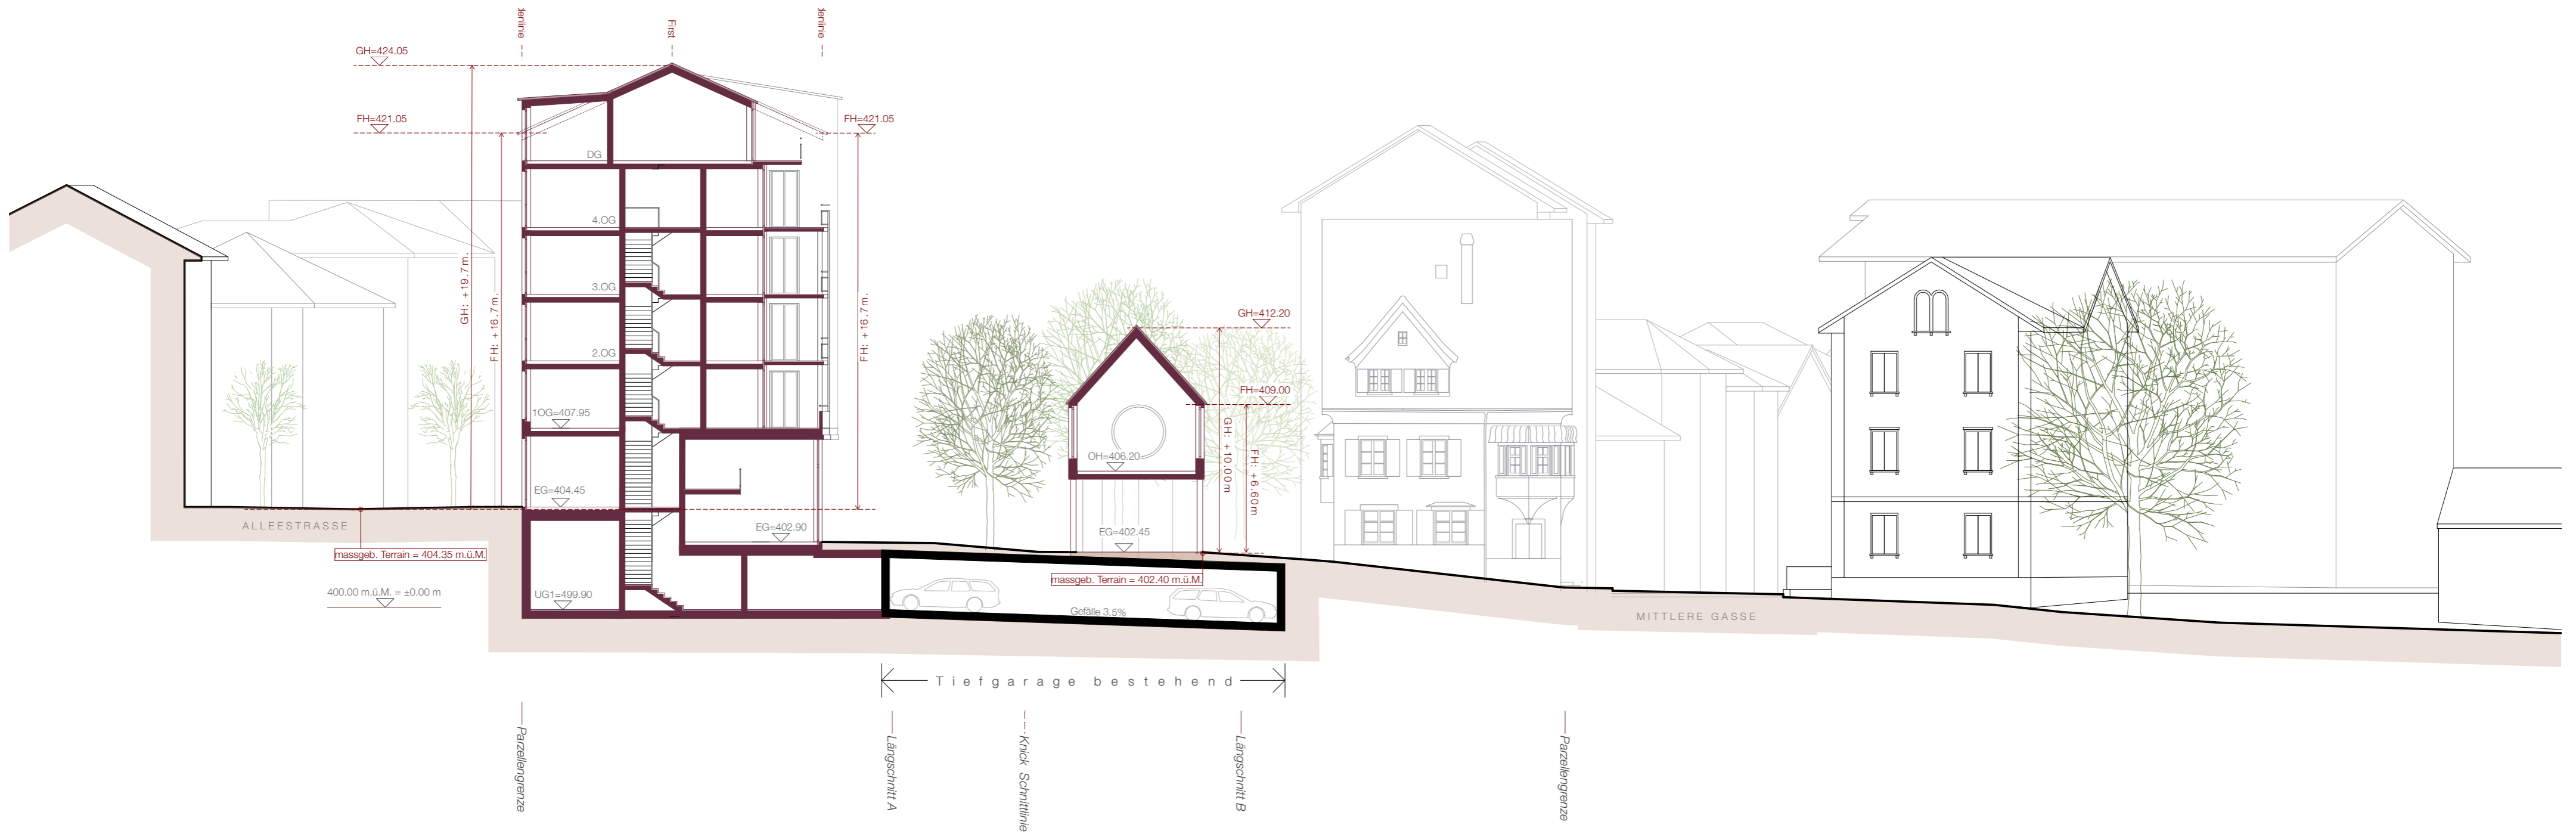 First
GH=424.05
FH=421.05
FH=421.05
GH: +19.7m.
FH: +16.7m.
FH: +16.7m.
DG
4.OG
3.OG
2.OG
1OG=407.95
EG=404.45
EG=402.90
UG1=499.90
ALLEESTRASSE
massgeb. Terrain = 404.35 m.ü.M.
400.00 m.ü.M. = ±0.00 m
GH=412.20
FH=409.00
GH: +10.00m
FH: +6.60m
OH=406.20
EG=402.45
massgeb. Terrain = 402.40 m.ü.M.
Gefälle 3.5%
MITTLERE GASSE
Tiefgarage bestehend
Parzellengrenze
Längschnitt A
Knick Schnittlinie
Längschnitt B
Parzellengrenze